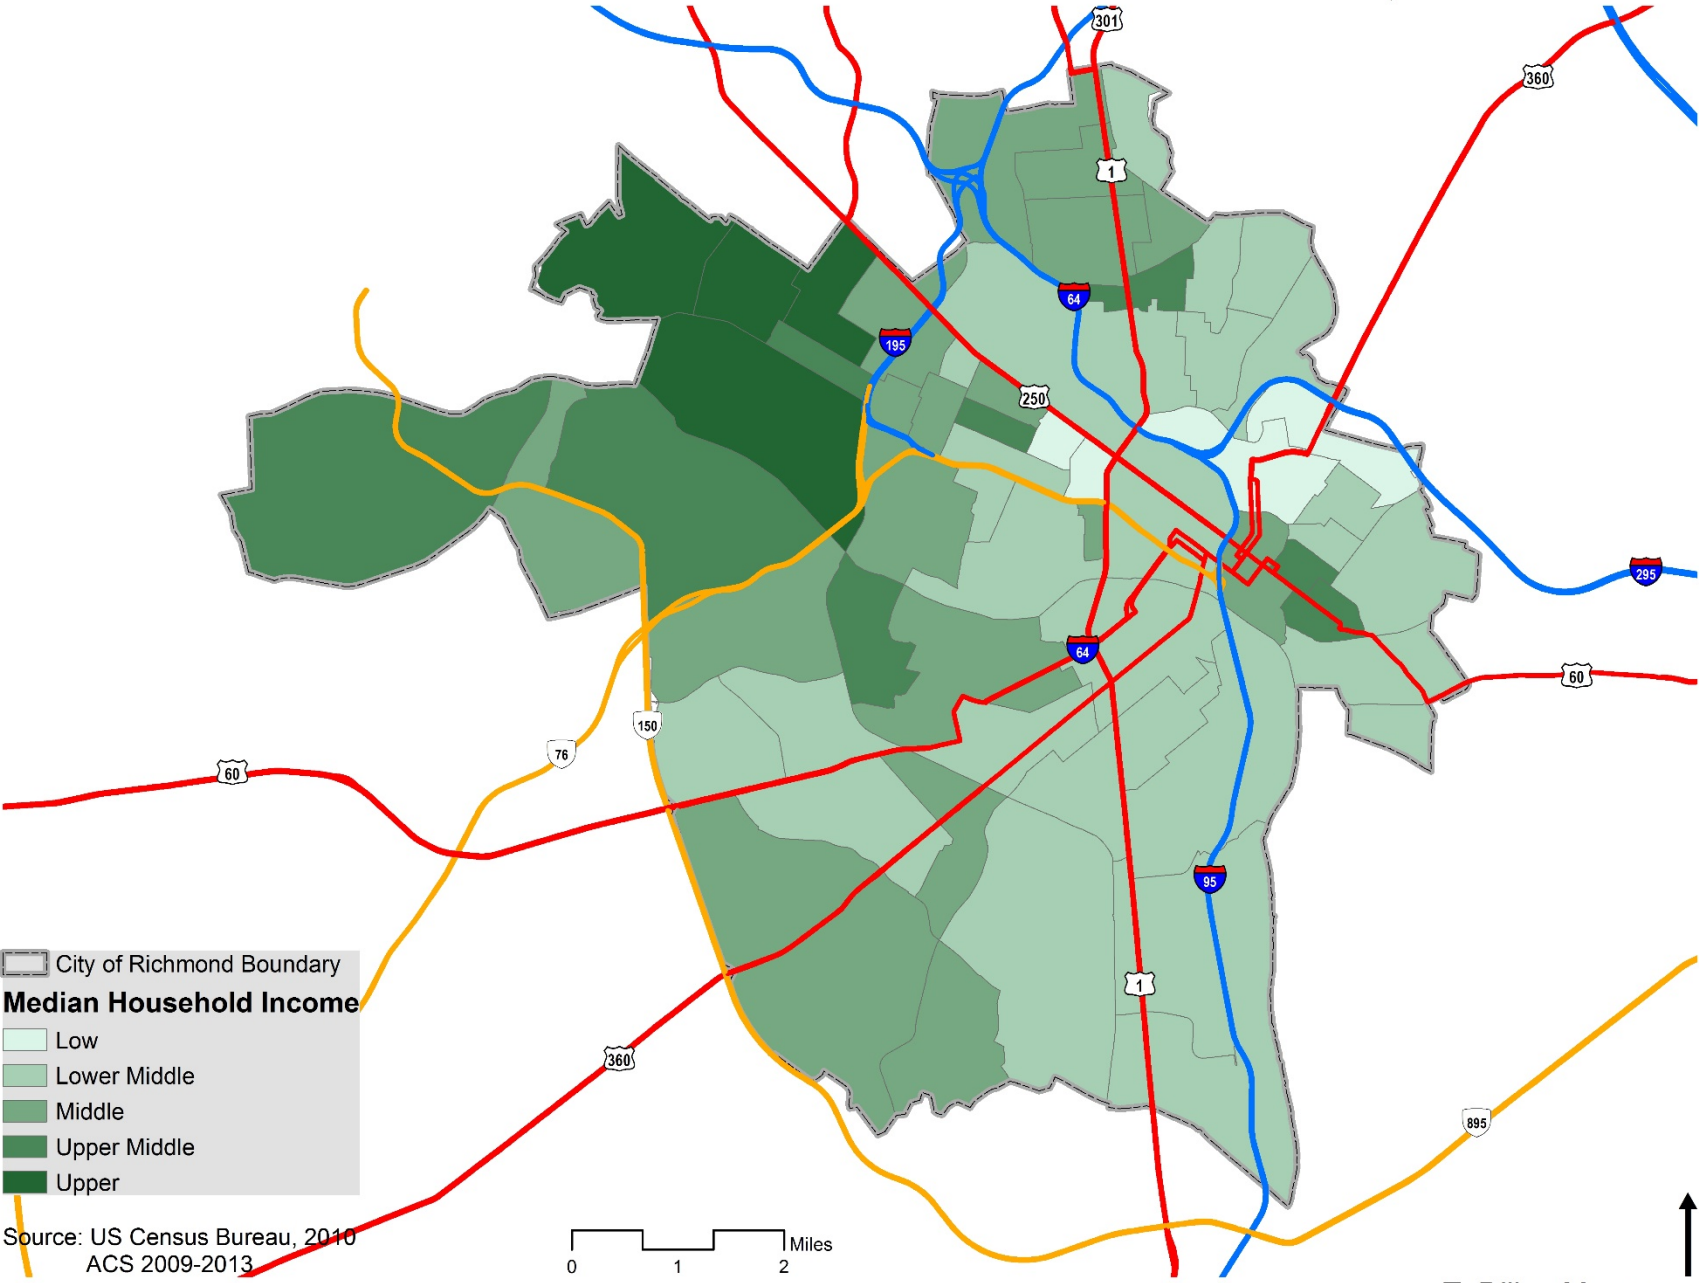 301
360
1
64
195
250
295
64
60
150
76
60
95
1
360
895
City of Richmond Boundary
Median Household Income
Low
Lower Middle
Middle
Upper Middle
Upper
Source: US Census Bureau, 2010
ACS 2009-2013
Miles
0 1 2